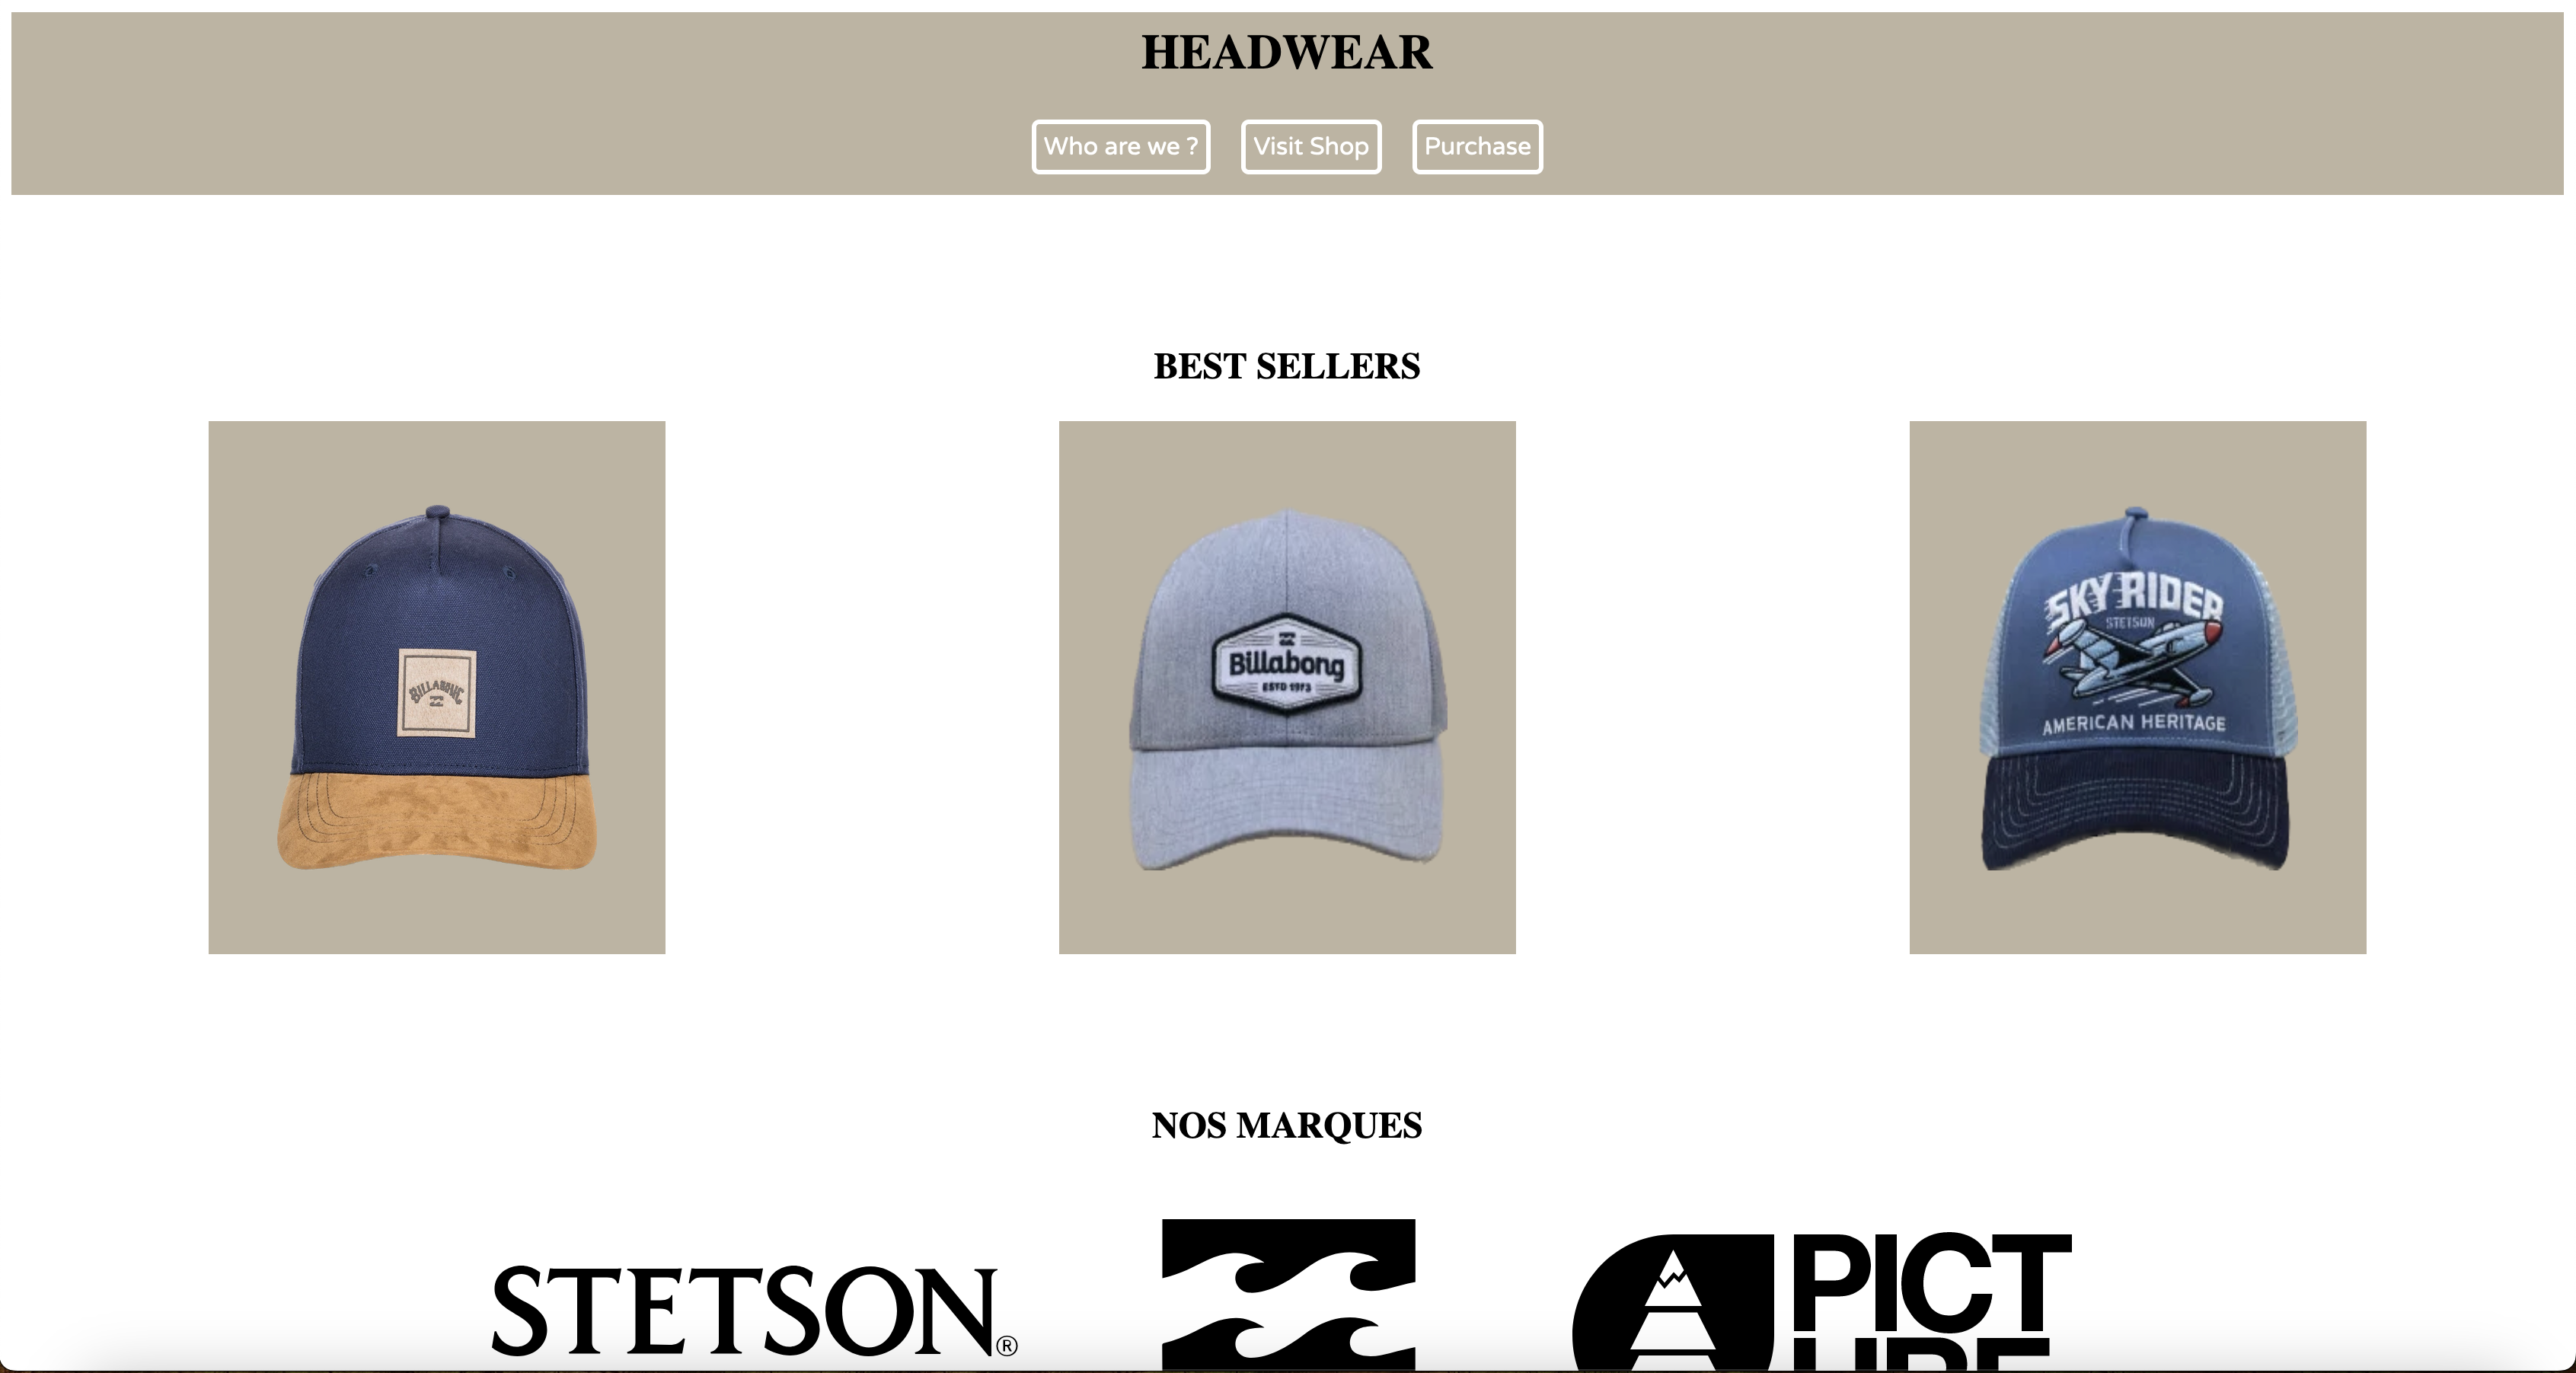 HEADWEAR
Who are we ?
Visit Shop
Purchase
BEST SELLERS
BILLABONG
Billabong
ESTD 1973
SKY RIDER
STETSON
AMERICAN HERITAGE
NOS MARQUES
STETSON®
PICT
URE